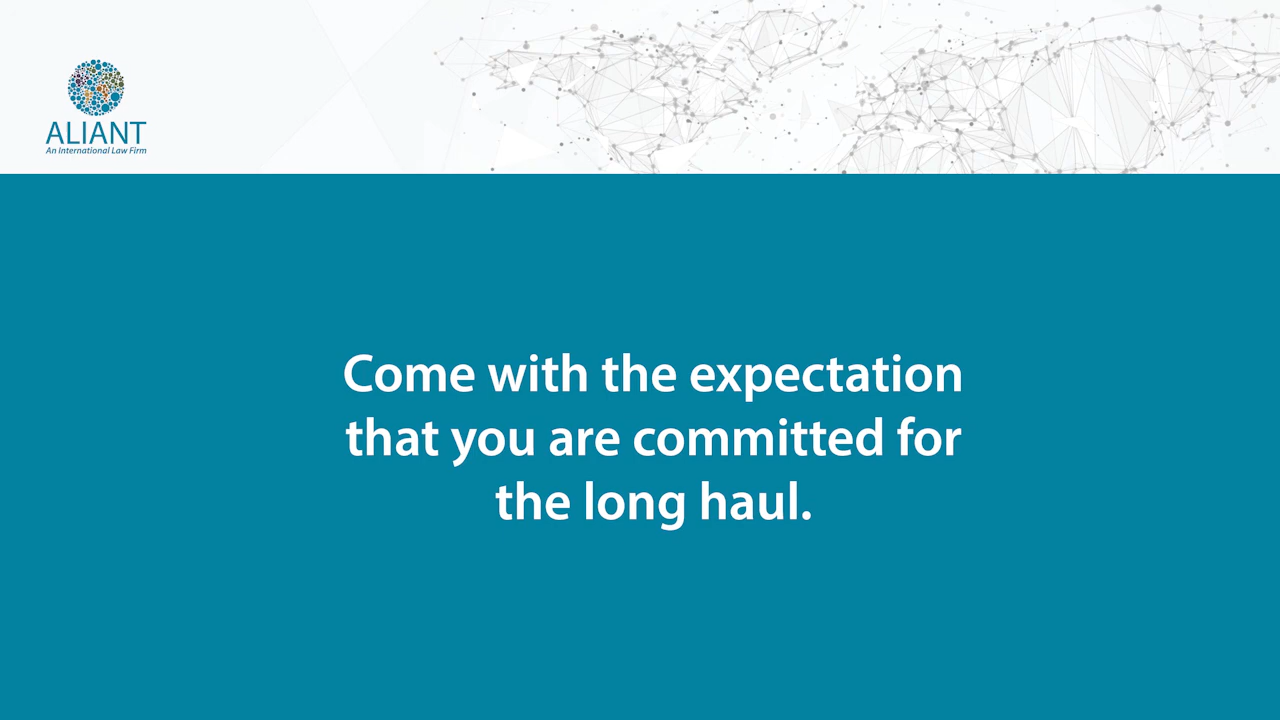 ALIANT
An International Law Firm
Come with the expectation
that you are committed for
the long haul.